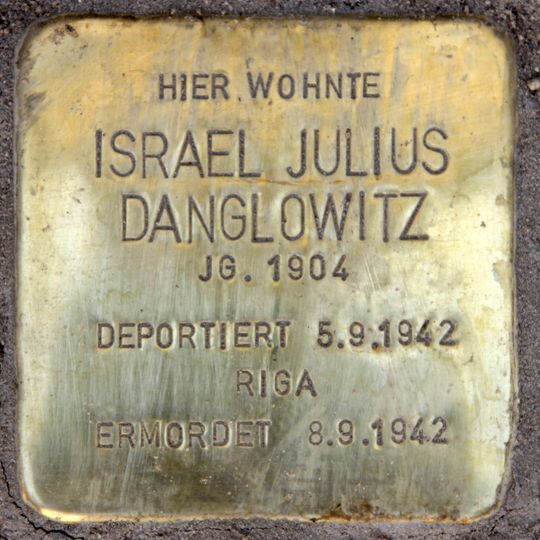 HIER WOHNTE
ISRAEL JULIUS
DANGLOWITZ
JG. 1904
DEPORTIERT 5.9.1942
RIGA
ERMORDET 8.9.1942